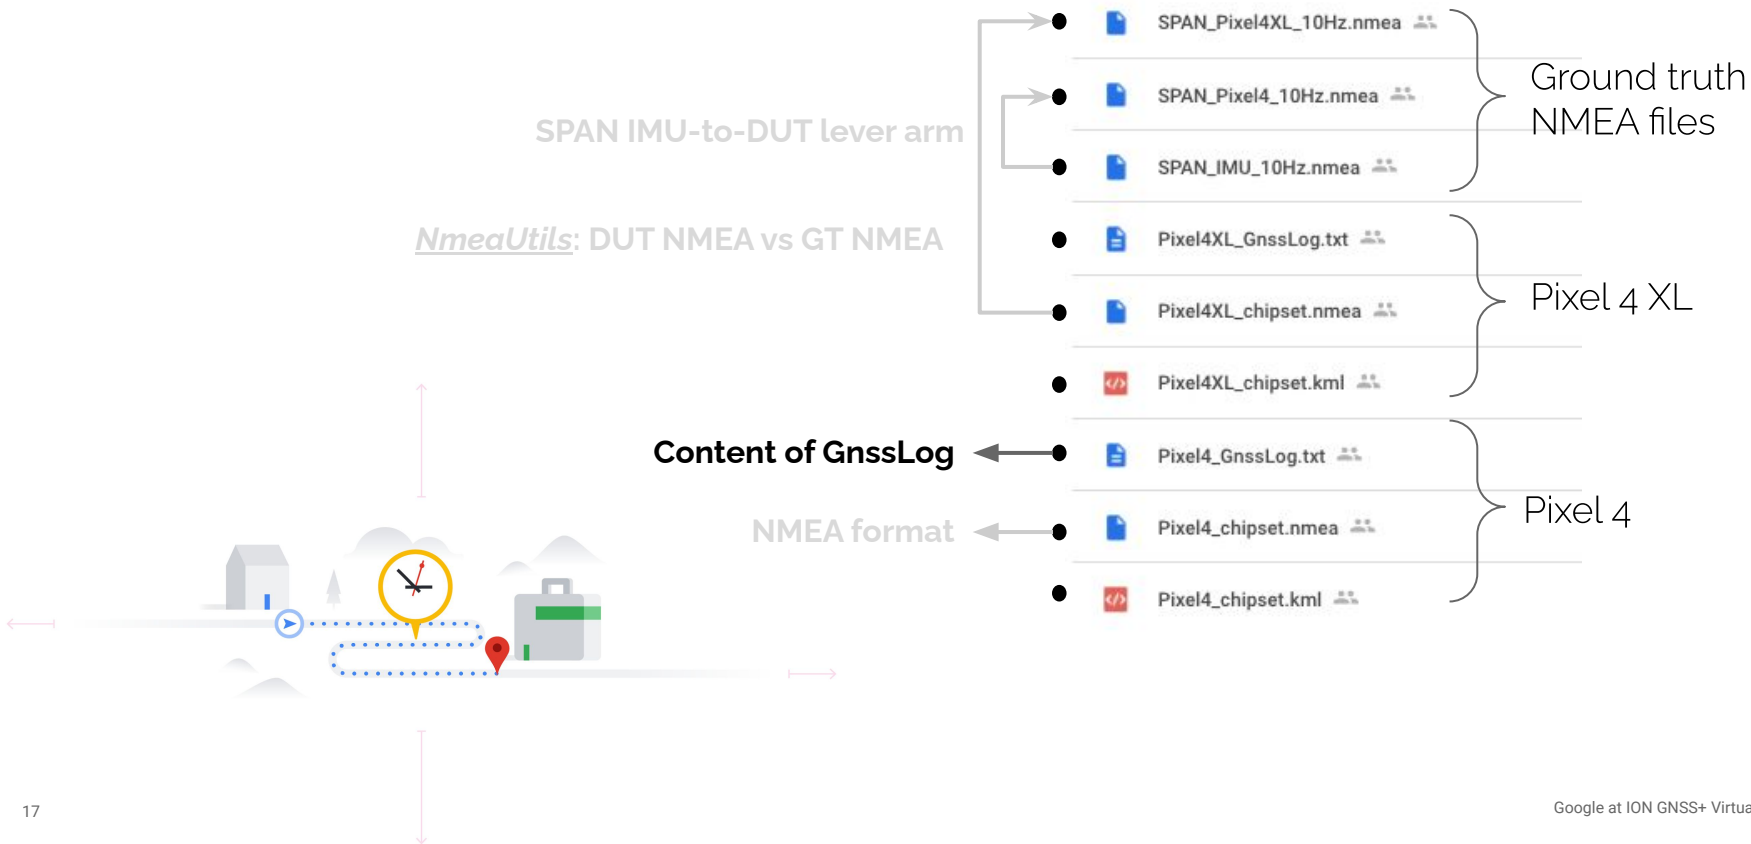 SPAN_Pixel4XL_10Hz.nmea
SPAN_Pixel4_10Hz.nmea
SPAN_IMU_10Hz.nmea
Ground truth
NMEA files
SPAN IMU-to-DUT lever arm
NmeaUtils: DUT NMEA vs GT NMEA
Pixel4XL_GnssLog.txt
Pixel4XL_chipset.nmea
Pixel4XL_chipset.kml
Pixel 4 XL
Content of GnssLog
Pixel4_GnssLog.txt
NMEA format
Pixel4_chipset.nmea
Pixel4_chipset.kml
Pixel 4
17
Google at ION GNSS+ Virtua